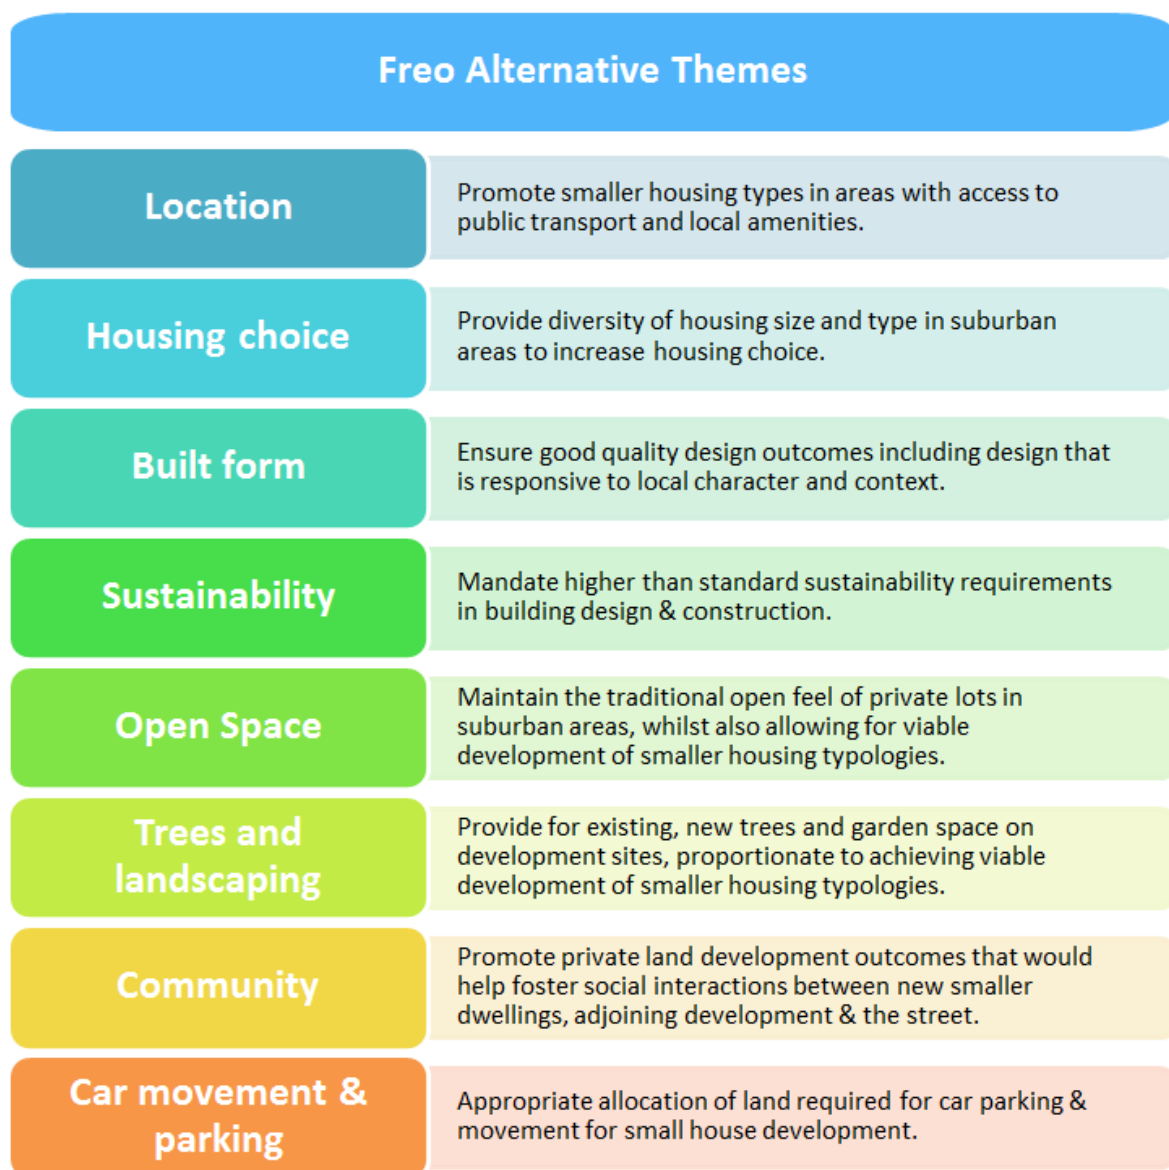 Freo Alternative Themes
Location
Promote smaller housing types in areas with access to
public transport and local amenities.
Housing choice
Provide diversity of housing size and type in suburban
areas to increase housing choice.
Built form
Ensure good quality design outcomes including design that
is responsive to local character and context.
Sustainability
Mandate higher than standard sustainability requirements
in building design & construction.
Open Space
Maintain the traditional open feel of private lots in
suburban areas, whilst also allowing for viable
development of smaller housing typologies.
Trees and
landscaping
Provide for existing, new trees and garden space on
development sites, proportionate to achieving viable
development of smaller housing typologies.
Community
Promote private land development outcomes that would
help foster social interactions between new smaller
dwellings, adjoining development & the street.
Car movement &
parking
Appropriate allocation of land required for car parking &
movement for small house development.